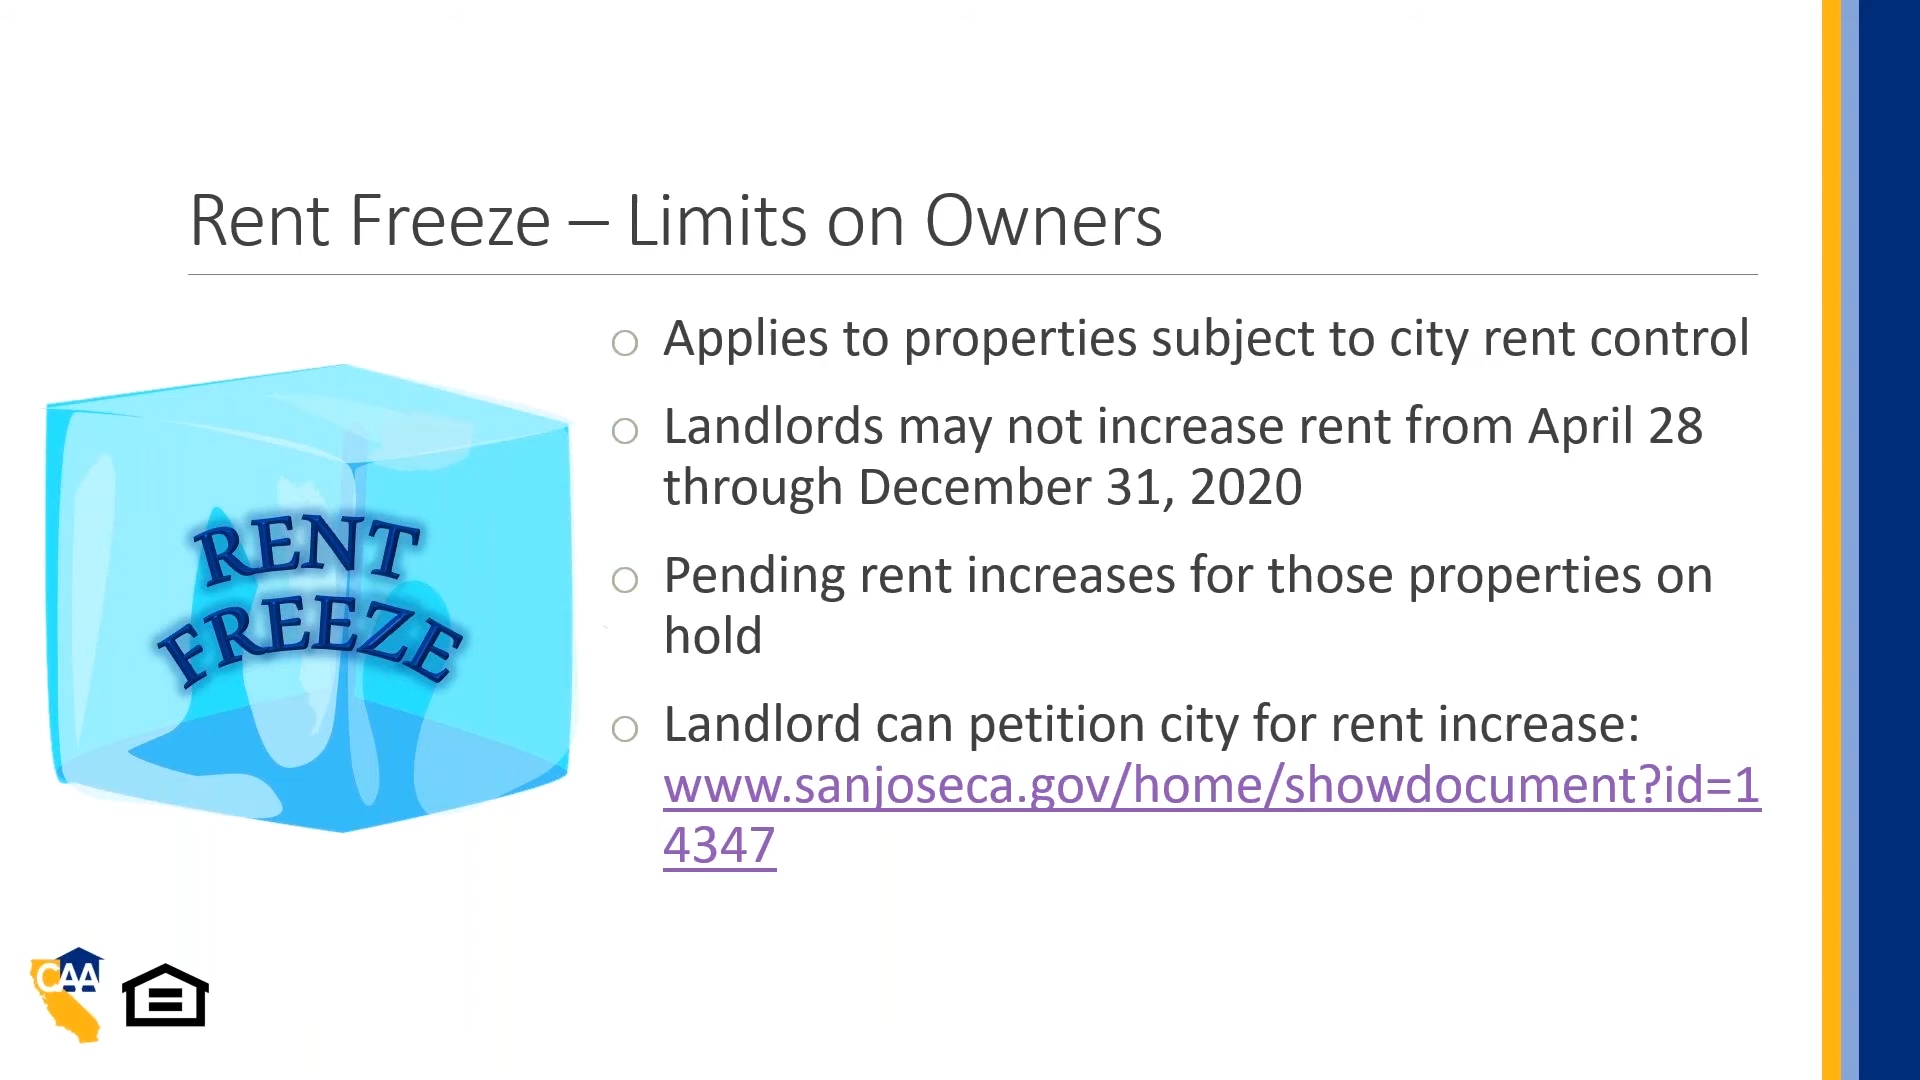 Rent Freeze – Limits on Owners
Applies to properties subject to city rent control
Landlords may not increase rent from April 28
through December 31, 2020
Pending rent increases for those properties on
hold
Landlord can petition city for rent increase:
www.sanjoseca.gov/home/showdocument?id=1
4347
RENT
FREEZE
CAA